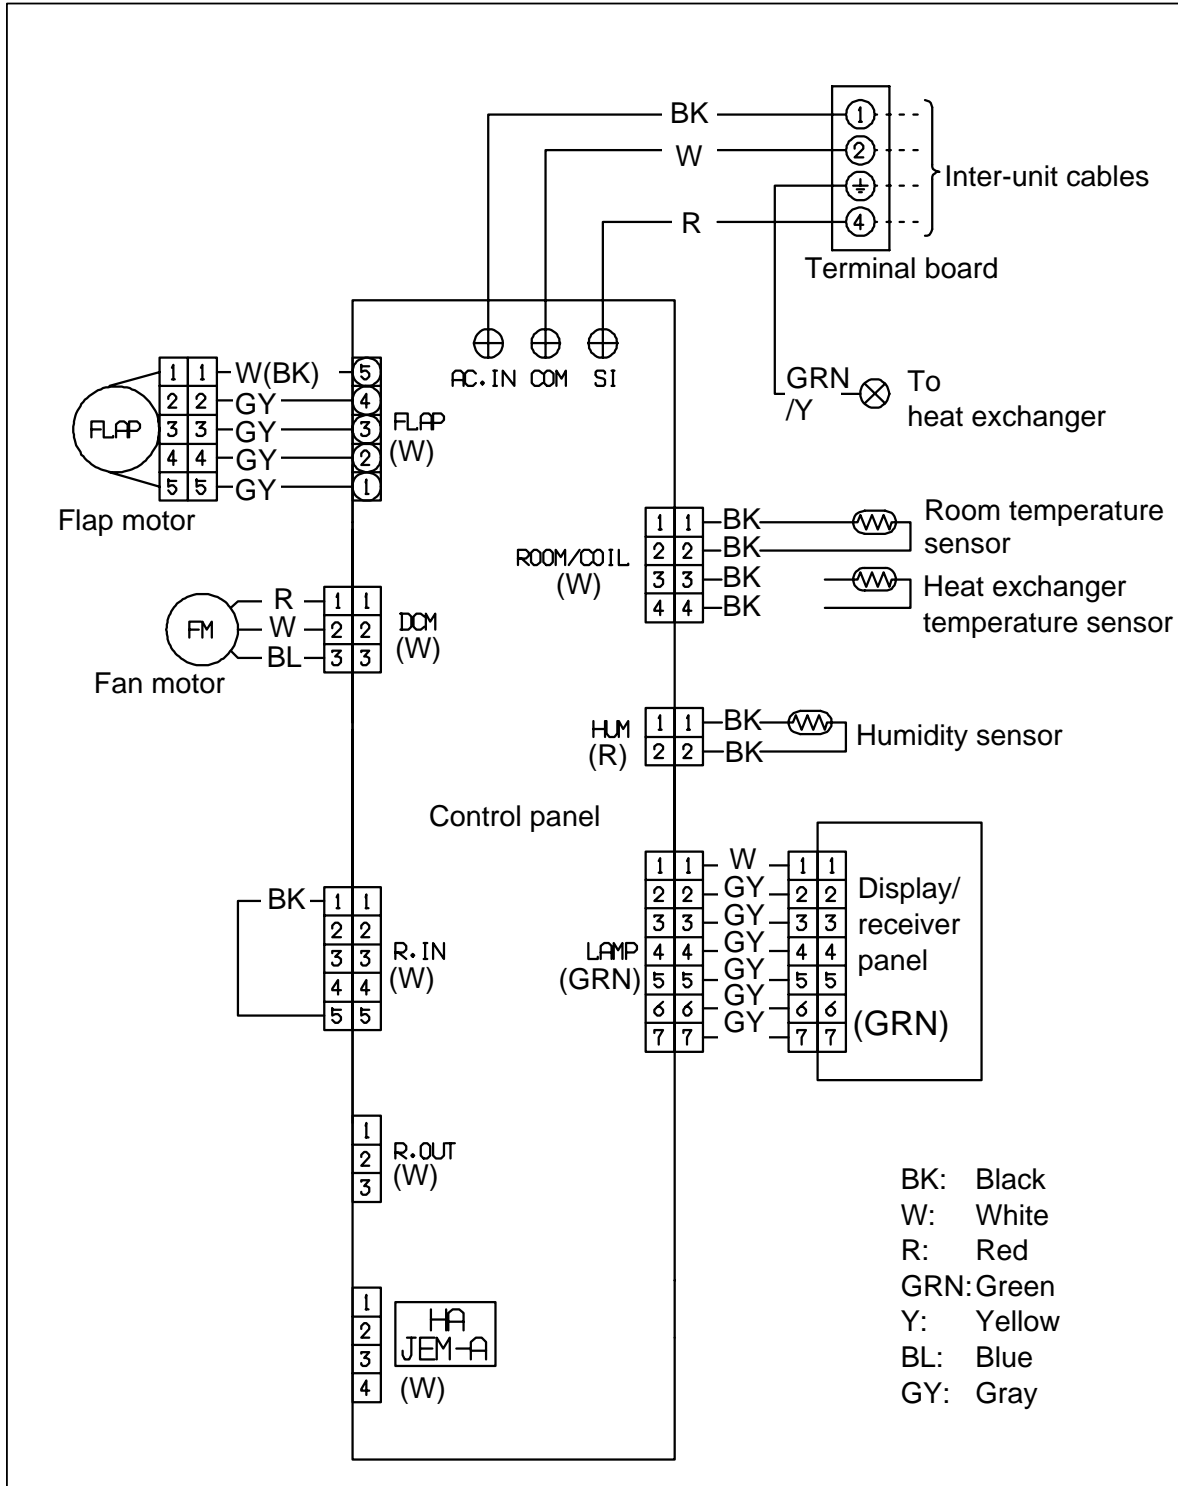 BK
1
W
2
Inter-unit cables
R
4
Terminal board
AC.IN COM SI
GRN
/Y
To
heat exchanger
FLAP
1 1 W(BK) 5
2 2 GY 4
3 3 GY 3
4 4 GY 2
5 5 GY 1
FLAP
(W)
Flap motor
ROOM/COIL
(W)
1 1 BK
2 2 BK
3 3 BK
4 4 BK
Room temperature
sensor
Heat exchanger
temperature sensor
FM
R 1 1
W 2 2
BL 3 3
DCM
(W)
Fan motor
HUM
(R)
1 1 BK
2 2 BK
Humidity sensor
Control panel
LAMP
(GRN)
1 1 W 1 1
2 2 GY 2 2
3 3 GY 3 3
4 4 GY 4 4
5 5 GY 5 5
6 6 GY 6 6
7 7 GY 7 7
Display/
receiver
panel
(GRN)
BK 1 1
2 2
3 3
4 4
5 5
R.IN
(W)
1
2
3
R.OUT
(W)
1
2
3
4
HA
JEM-A
(W)
BK: Black
W: White
R: Red
GRN: Green
Y: Yellow
BL: Blue
GY: Gray